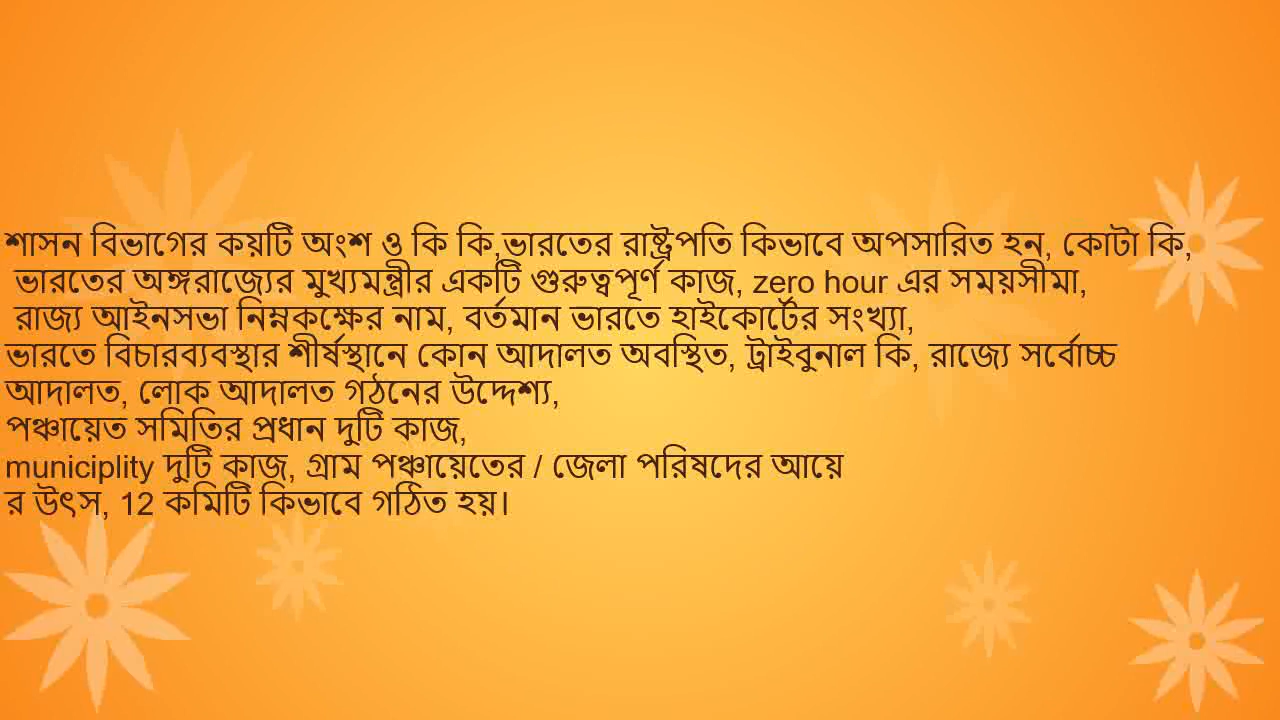 শাসন বিভাগের কয়টি অংশ ও কি কি,ভারতের রাষ্ট্রপতি কিভাবে অপসারিত হন, কোটা কি,
ভারতের অঙ্গরাজ্যের মুখ্যমন্ত্রীর একটি গুরুত্বপূর্ণ কাজ, zero hour এর সময়সীমা,
রাজ্য আইনসভা নিম্নকক্ষের নাম, বর্তমান ভারতে হাইকোর্টের সংখ্যা,
ভারতে বিচারব্যবস্থার শীর্ষস্থানে কোন আদালত অবস্থিত, ট্রাইবুনাল কি, রাজ্যে সর্বোচ্চ
আদালত, লোক আদালত গঠনের উদ্দেশ্য,
পঞ্চায়েত সমিতির প্রধান দুটি কাজ,
municiplity দুটি কাজ, গ্রাম পঞ্চায়েতের / জেলা পরিষদের আয়ে
র উৎস, 12 কমিটি কিভাবে গঠিত হয়।